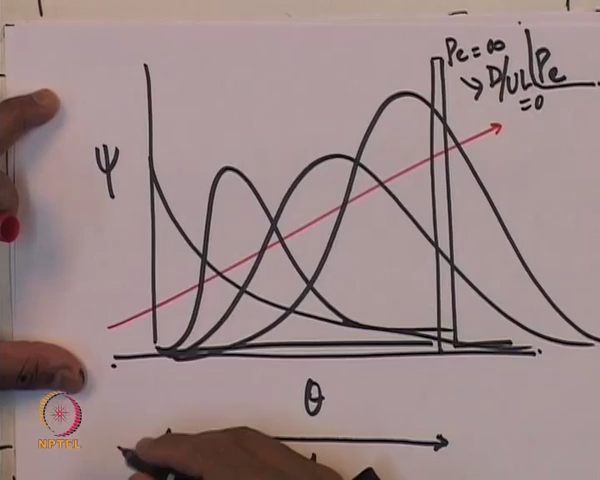 Pe = ∞
D/UL
= 0
Pe
ψ
θ
NPTEL